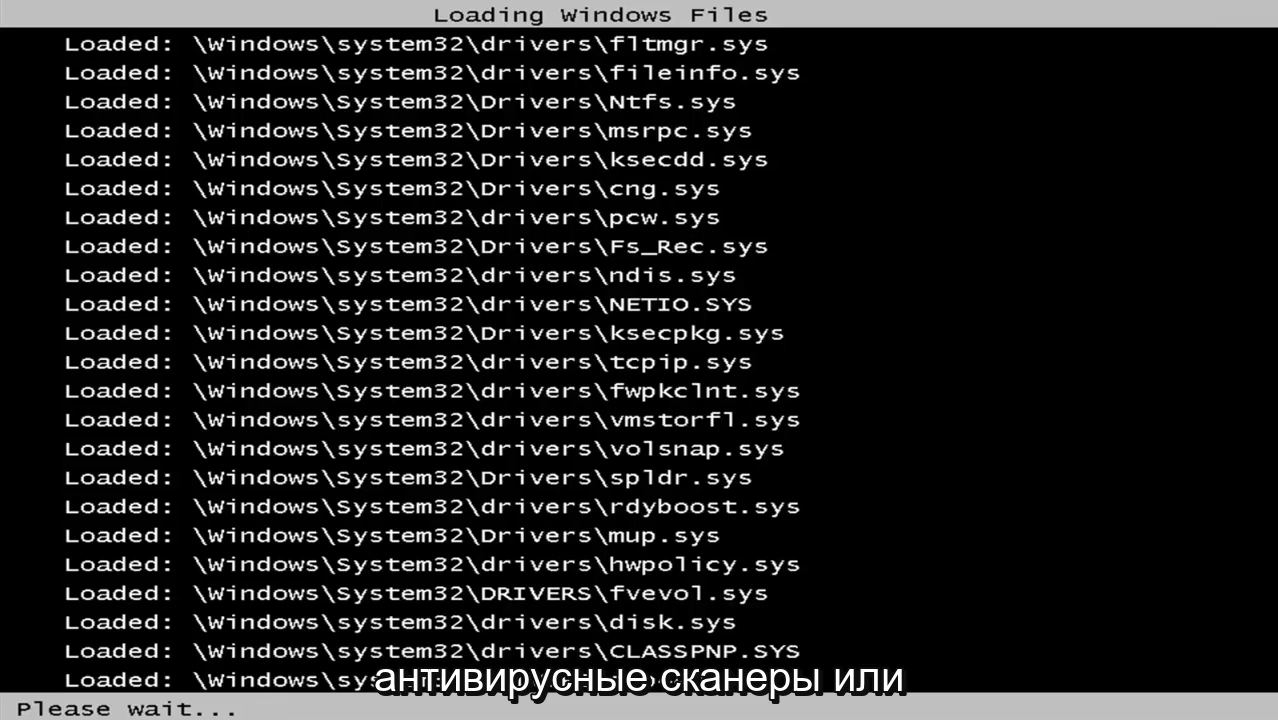 Loading Windows Files
Loaded: \Windows\system32\drivers\fltmgr.sys
Loaded: \Windows\system32\drivers\fileinfo.sys
Loaded: \Windows\System32\Drivers\Ntfs.sys
Loaded: \Windows\System32\Drivers\msrpc.sys
Loaded: \Windows\System32\Drivers\ksecdd.sys
Loaded: \Windows\System32\Drivers\cng.sys
Loaded: \Windows\System32\drivers\pcw.sys
Loaded: \Windows\System32\Drivers\Fs_Rec.sys
Loaded: \Windows\system32\drivers\ndis.sys
Loaded: \Windows\system32\drivers\NETIO.SYS
Loaded: \Windows\System32\Drivers\ksecpkg.sys
Loaded: \Windows\System32\drivers\tcpip.sys
Loaded: \Windows\System32\drivers\fwpkclnt.sys
Loaded: \Windows\system32\drivers\vmstorfl.sys
Loaded: \Windows\system32\drivers\volsnap.sys
Loaded: \Windows\System32\Drivers\spldr.sys
Loaded: \Windows\System32\drivers\rdyboost.sys
Loaded: \Windows\System32\Drivers\mup.sys
Loaded: \Windows\System32\drivers\hwpolicy.sys
Loaded: \Windows\System32\DRIVERS\fvevol.sys
Loaded: \Windows\system32\drivers\disk.sys
Loaded: \Windows\system32\drivers\CLASSPNP.SYS
Loaded:
антивирусные сканеры или
Please wait...